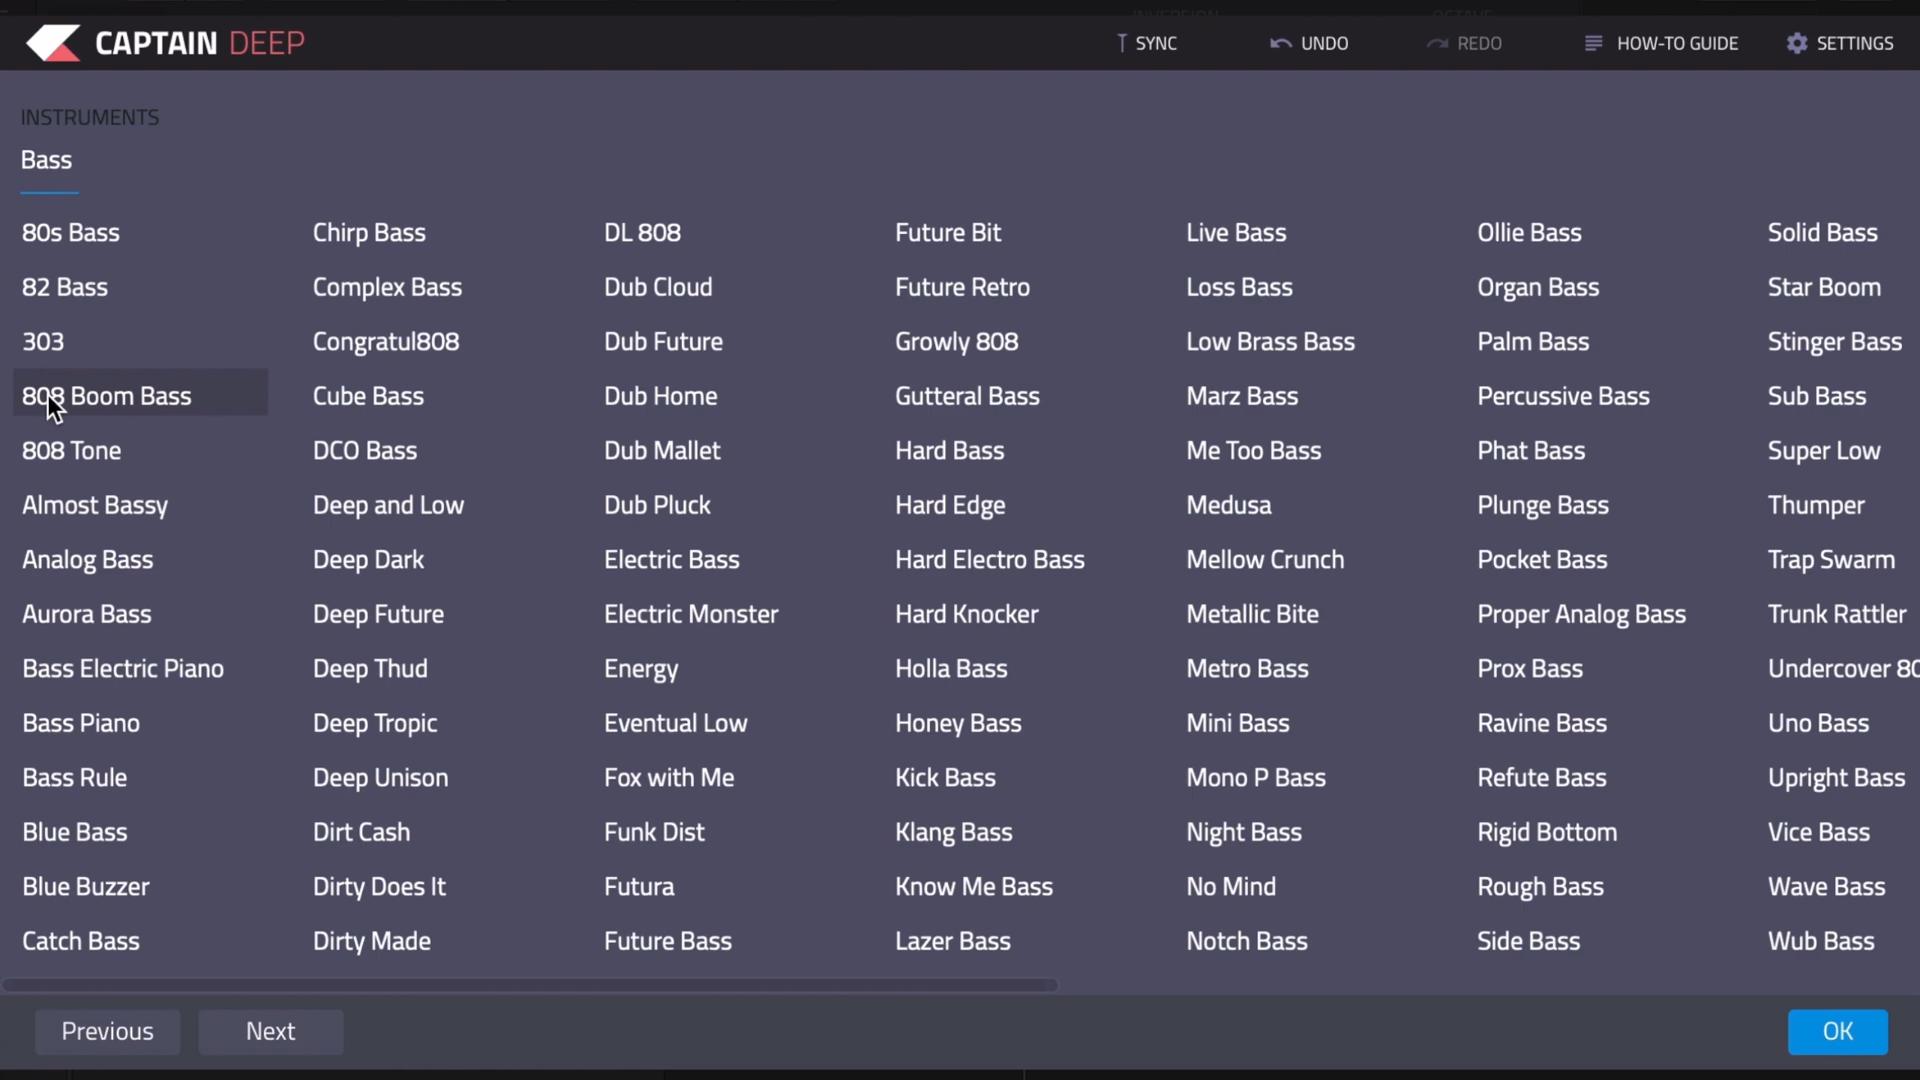 CAPTAIN DEEP
SYNC
UNDO
REDO
HOW-TO GUIDE
SETTINGS
INSTRUMENTS
Bass
80s Bass
82 Bass
303
808 Boom Bass
808 Tone
Almost Bassy
Analog Bass
Aurora Bass
Bass Electric Piano
Bass Piano
Bass Rule
Blue Bass
Blue Buzzer
Catch Bass
Chirp Bass
Complex Bass
Congratul808
Cube Bass
DCO Bass
Deep and Low
Deep Dark
Deep Future
Deep Thud
Deep Tropic
Deep Unison
Dirt Cash
Dirty Does It
Dirty Made
DL 808
Dub Cloud
Dub Future
Dub Home
Dub Mallet
Dub Pluck
Electric Bass
Electric Monster
Energy
Eventual Low
Fox with Me
Funk Dist
Futura
Future Bass
Future Bit
Future Retro
Growly 808
Gutteral Bass
Hard Bass
Hard Edge
Hard Electro Bass
Hard Knocker
Holla Bass
Honey Bass
Kick Bass
Klang Bass
Know Me Bass
Lazer Bass
Live Bass
Loss Bass
Low Brass Bass
Marz Bass
Me Too Bass
Medusa
Mellow Crunch
Metallic Bite
Metro Bass
Mini Bass
Mono P Bass
Night Bass
No Mind
Notch Bass
Ollie Bass
Organ Bass
Palm Bass
Percussive Bass
Phat Bass
Plunge Bass
Pocket Bass
Proper Analog Bass
Prox Bass
Ravine Bass
Refute Bass
Rigid Bottom
Rough Bass
Side Bass
Solid Bass
Star Boom
Stinger Bass
Sub Bass
Super Low
Thumper
Trap Swarm
Trunk Rattler
Undercover 80
Uno Bass
Upright Bass
Vice Bass
Wave Bass
Wub Bass
Previous
Next
OK